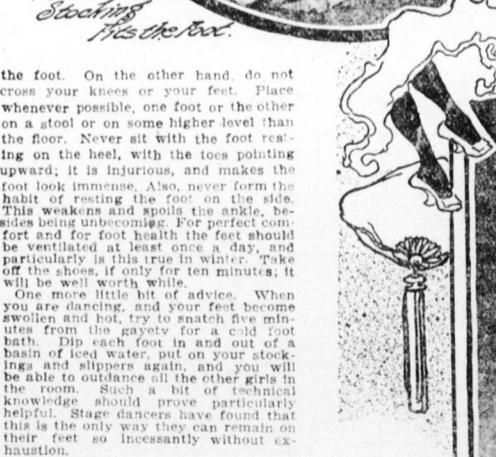 Stocking
Fits the Foot.
the foot. On the other hand, do not
cross your knees or your feet. Place
whenever possible, one foot or the other
on a stool or on some higher level than
the floor. Never sit with the foot rest-
ing on the heel, with the toes pointing
upward; it is injurious, and makes the
foot look immense. Also, never form the
habit of resting the foot on the side.
This weakens and spoils the ankle, be-
sides being unbecoming. For perfect com-
fort and for foot health the feet should
be ventilated at least once a day, and
particularly is this true in winter. Take
off the shoes, if only for ten minutes; it
will be well worth while.
One more little bit of advice. When
you are dancing, and your feet become
swollen and hot, try to snatch five min-
utes from the gayety for a cold foot
bath. Dip each foot in and out of a
basin of iced water, put on your stock-
ings and slippers again, and you will
be able to outdance all the other girls in
the room. Such a bit of technical
knowledge should prove particularly
helpful. Stage dancers have found that
this is the only way they can remain on
their feet so incessantly without ex-
haustion.